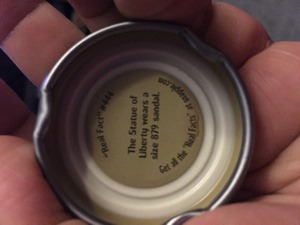 "Real Fact" #444
The Statue of
Liberty wears a
size 879 sandal.
Get all the "Real Facts" at snapple.com